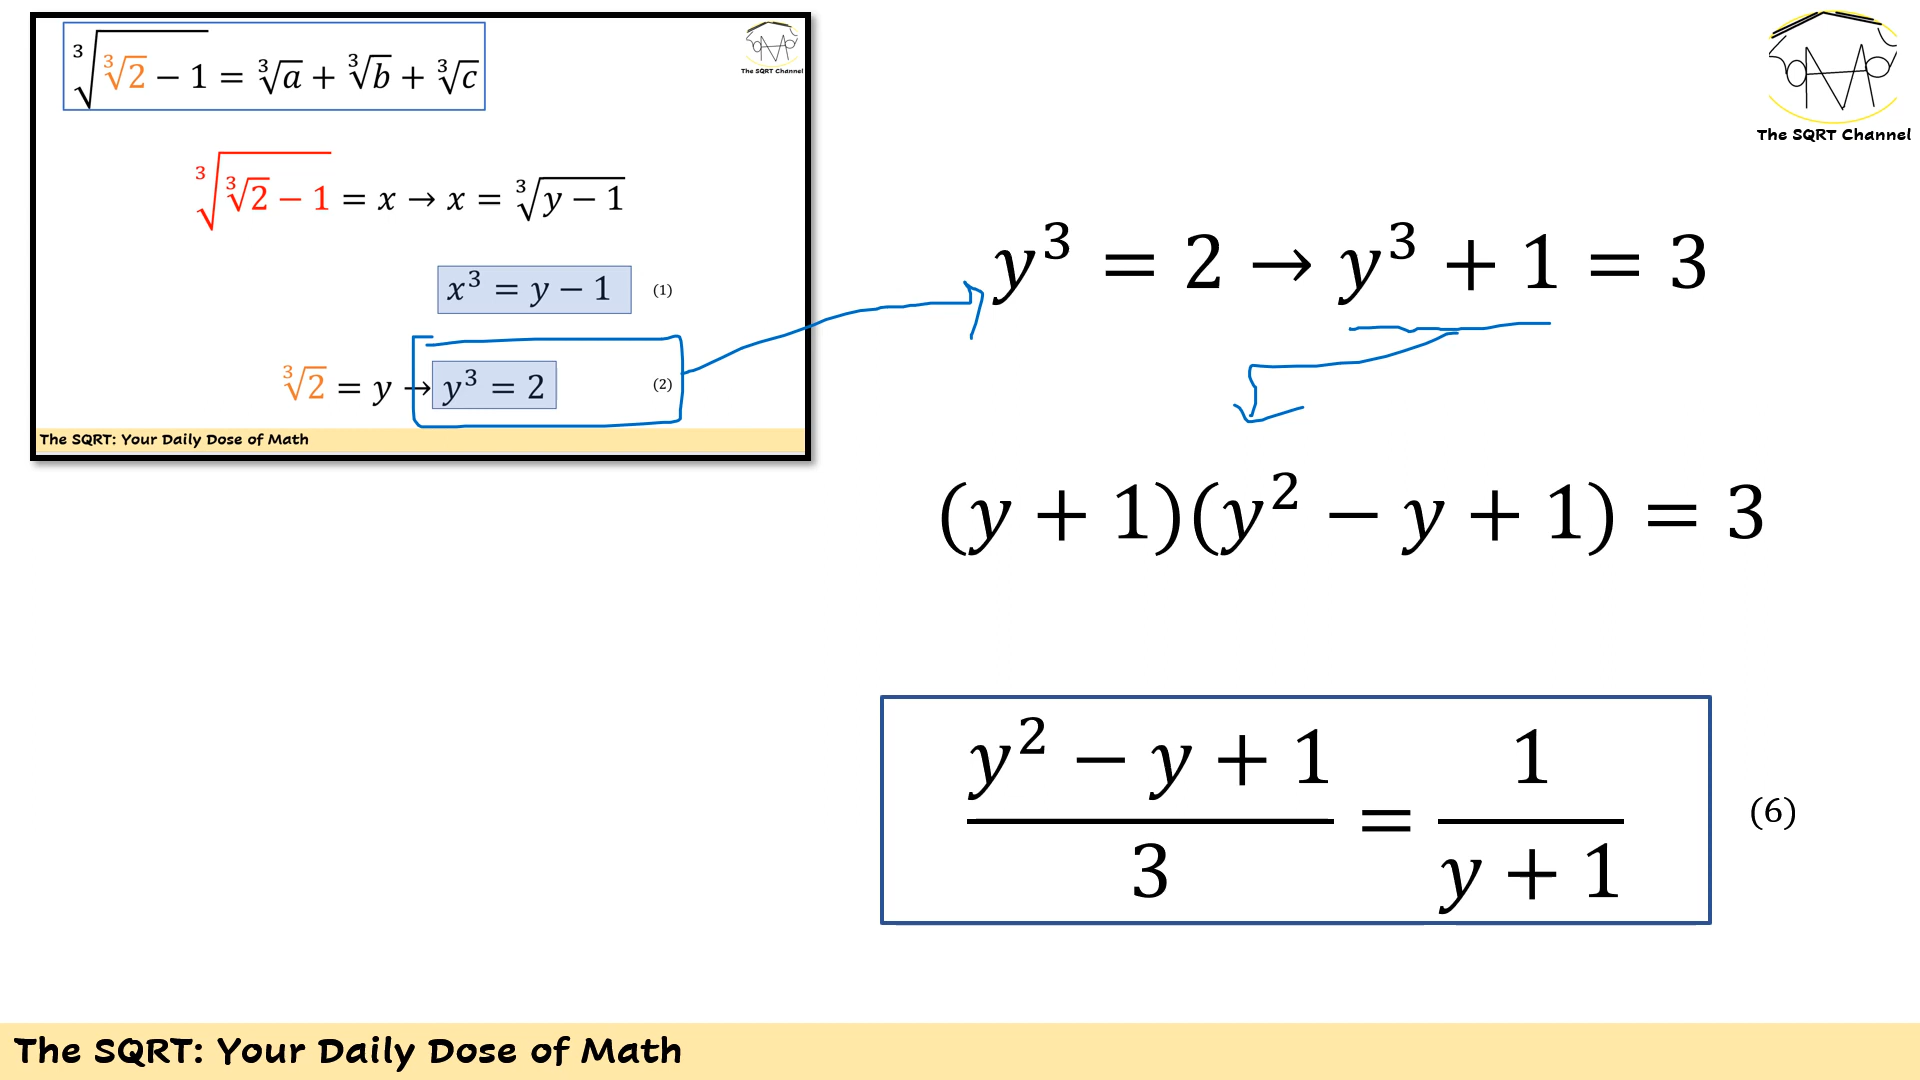 ∛(∛2 − 1) = ∛a + ∛b + ∛c
The SQRT Channel
∛(∛2 − 1) = x → x = ∛(y − 1)
x³ = y − 1 (1)
∛2 = y → y³ = 2 (2)
The SQRT: Your Daily Dose of Math
The SQRT Channel
y³ = 2 → y³ + 1 = 3
(y + 1)(y² − y + 1) = 3
(y² − y + 1)/3 = 1/(y + 1) (6)
The SQRT: Your Daily Dose of Math